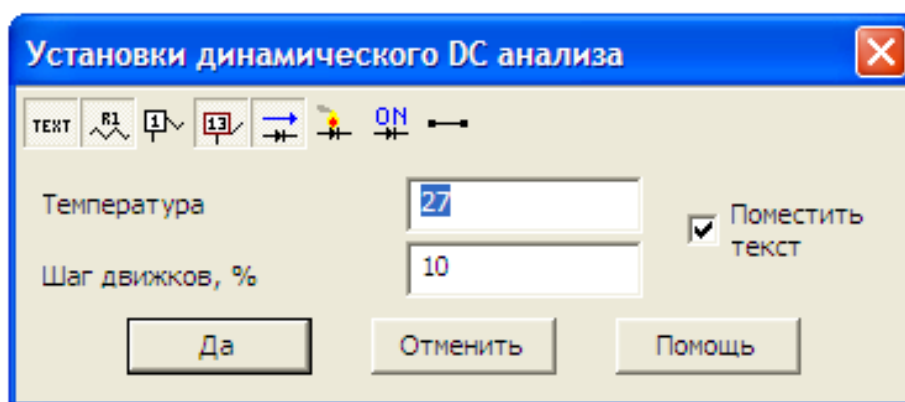 Установки динамического DC анализа
TEXT R1 1 13 ON
Температура 27
Поместить
текст
Шаг движков, % 10
Да Отменить Помощь